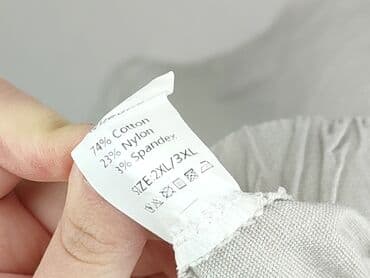 74% Cotton
23% Nylon
3% Spandex
SIZE:2XL/3XL